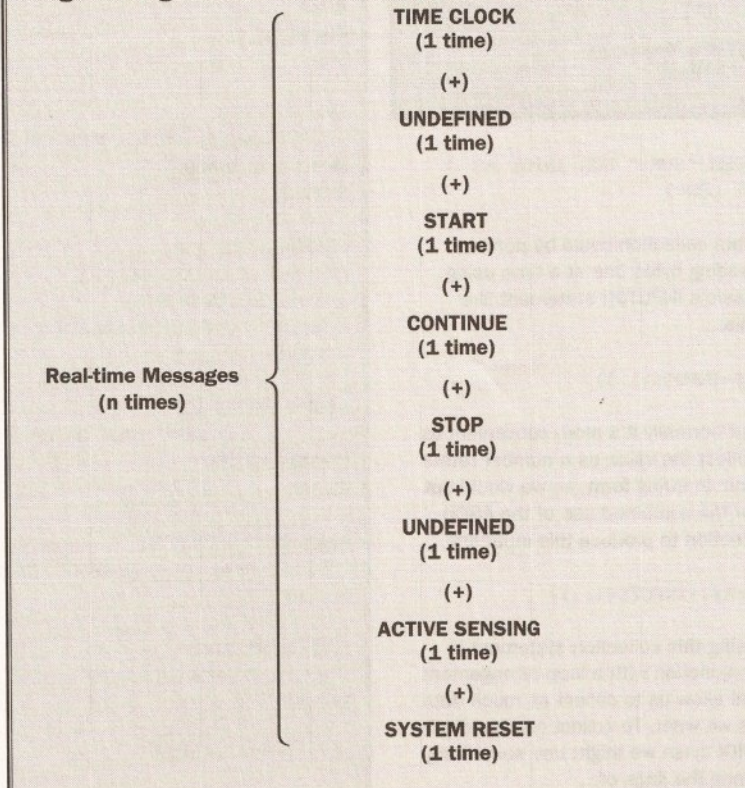 TIME CLOCK
(1 time)
(+)
UNDEFINED
(1 time)
(+)
START
(1 time)
(+)
CONTINUE
(1 time)
(+)
Real-time Messages
(n times)
STOP
(1 time)
(+)
UNDEFINED
(1 time)
(+)
ACTIVE SENSING
(1 time)
(+)
SYSTEM RESET
(1 time)